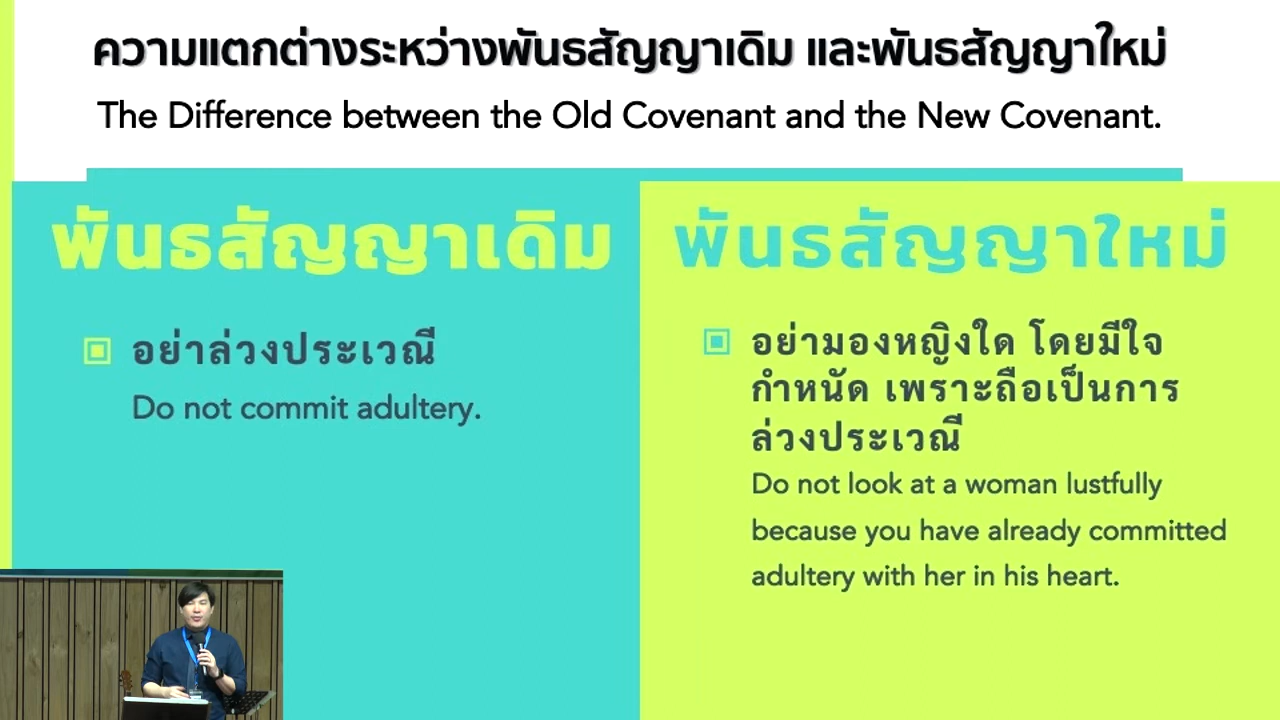 ความแตกต่างระหว่างพันธสัญญาเดิม และพันธสัญญาใหม่
The Difference between the Old Covenant and the New Covenant.
พันธสัญญาเดิม
อย่าล่วงประเวณี
Do not commit adultery.
พันธสัญญาใหม่
อย่ามองหญิงใด โดยมีใจ
กำหนัด เพราะถือเป็นการ
ล่วงประเวณี
Do not look at a woman lustfully
because you have already committed
adultery with her in his heart.